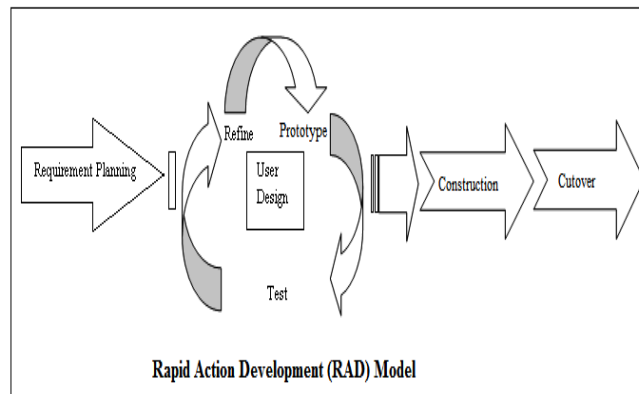 Requirement Planning
Refine
Prototype
User
Design
Test
Construction
Cutover
Rapid Action Development (RAD) Model